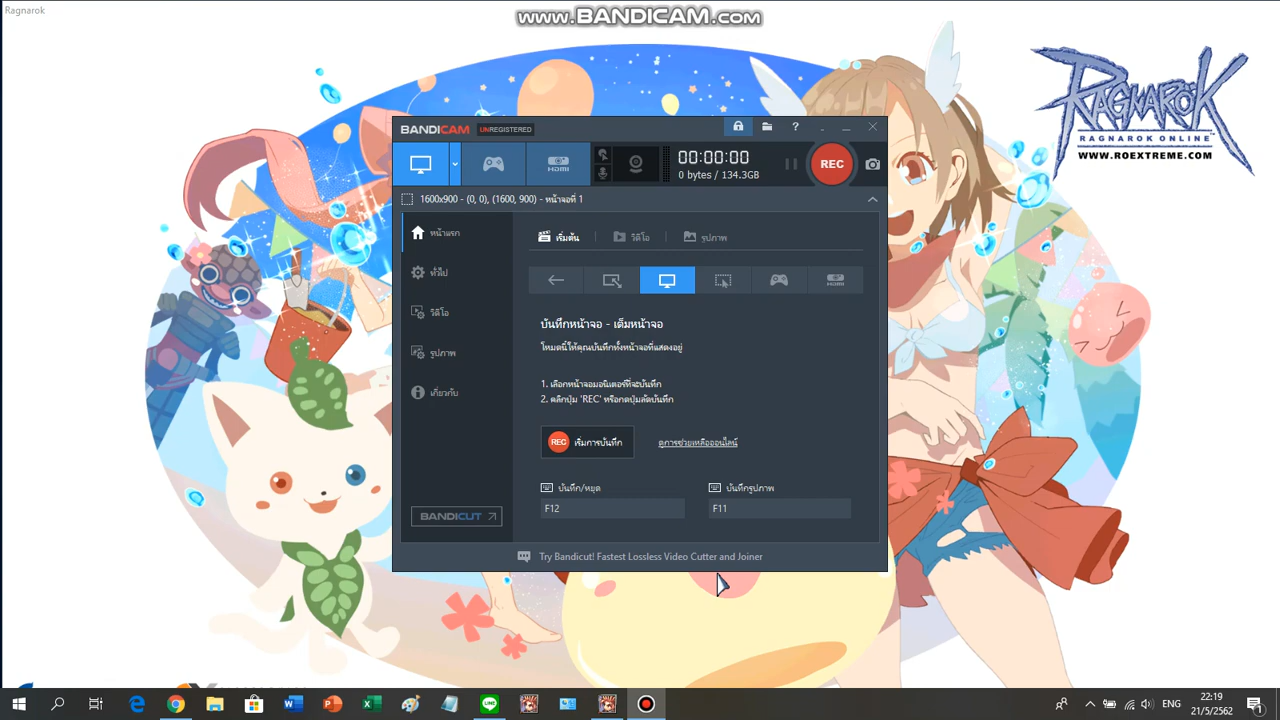 Ragnarok
WWW.BANDICAM.COM
RAGNARÖK
RAGNAROK ONLINE™
WWW.ROEXTREME.COM
BANDICAM UNREGISTERED
?
HDMI
00:00:00
0 bytes / 134.3GB
REC
1600x900 - (0, 0), (1600, 900) - หน้าจอที่ 1
หน้าแรก
ทั่วไป
วิดีโอ
รูปภาพ
เกี่ยวกับ
BANDICUT
เริ่มต้น
วิดีโอ
รูปภาพ
HDMI
บันทึกหน้าจอ - เต็มหน้าจอ
โหมดนี้ให้คุณบันทึกทั้งหน้าจอที่แสดงอยู่
1. เลือกหน้าจอมอนิเตอร์ที่จะบันทึก
2. คลิกปุ่ม 'REC' หรือกดปุ่มลัดบันทึก
REC เริ่มการบันทึก
ดูการช่วยเหลือออนไลน์
บันทึก/หยุด
F12
บันทึกรูปภาพ
F11
Try Bandicut! Fastest Lossless Video Cutter and Joiner
LINE
ENG
22:19
21/5/2562
1